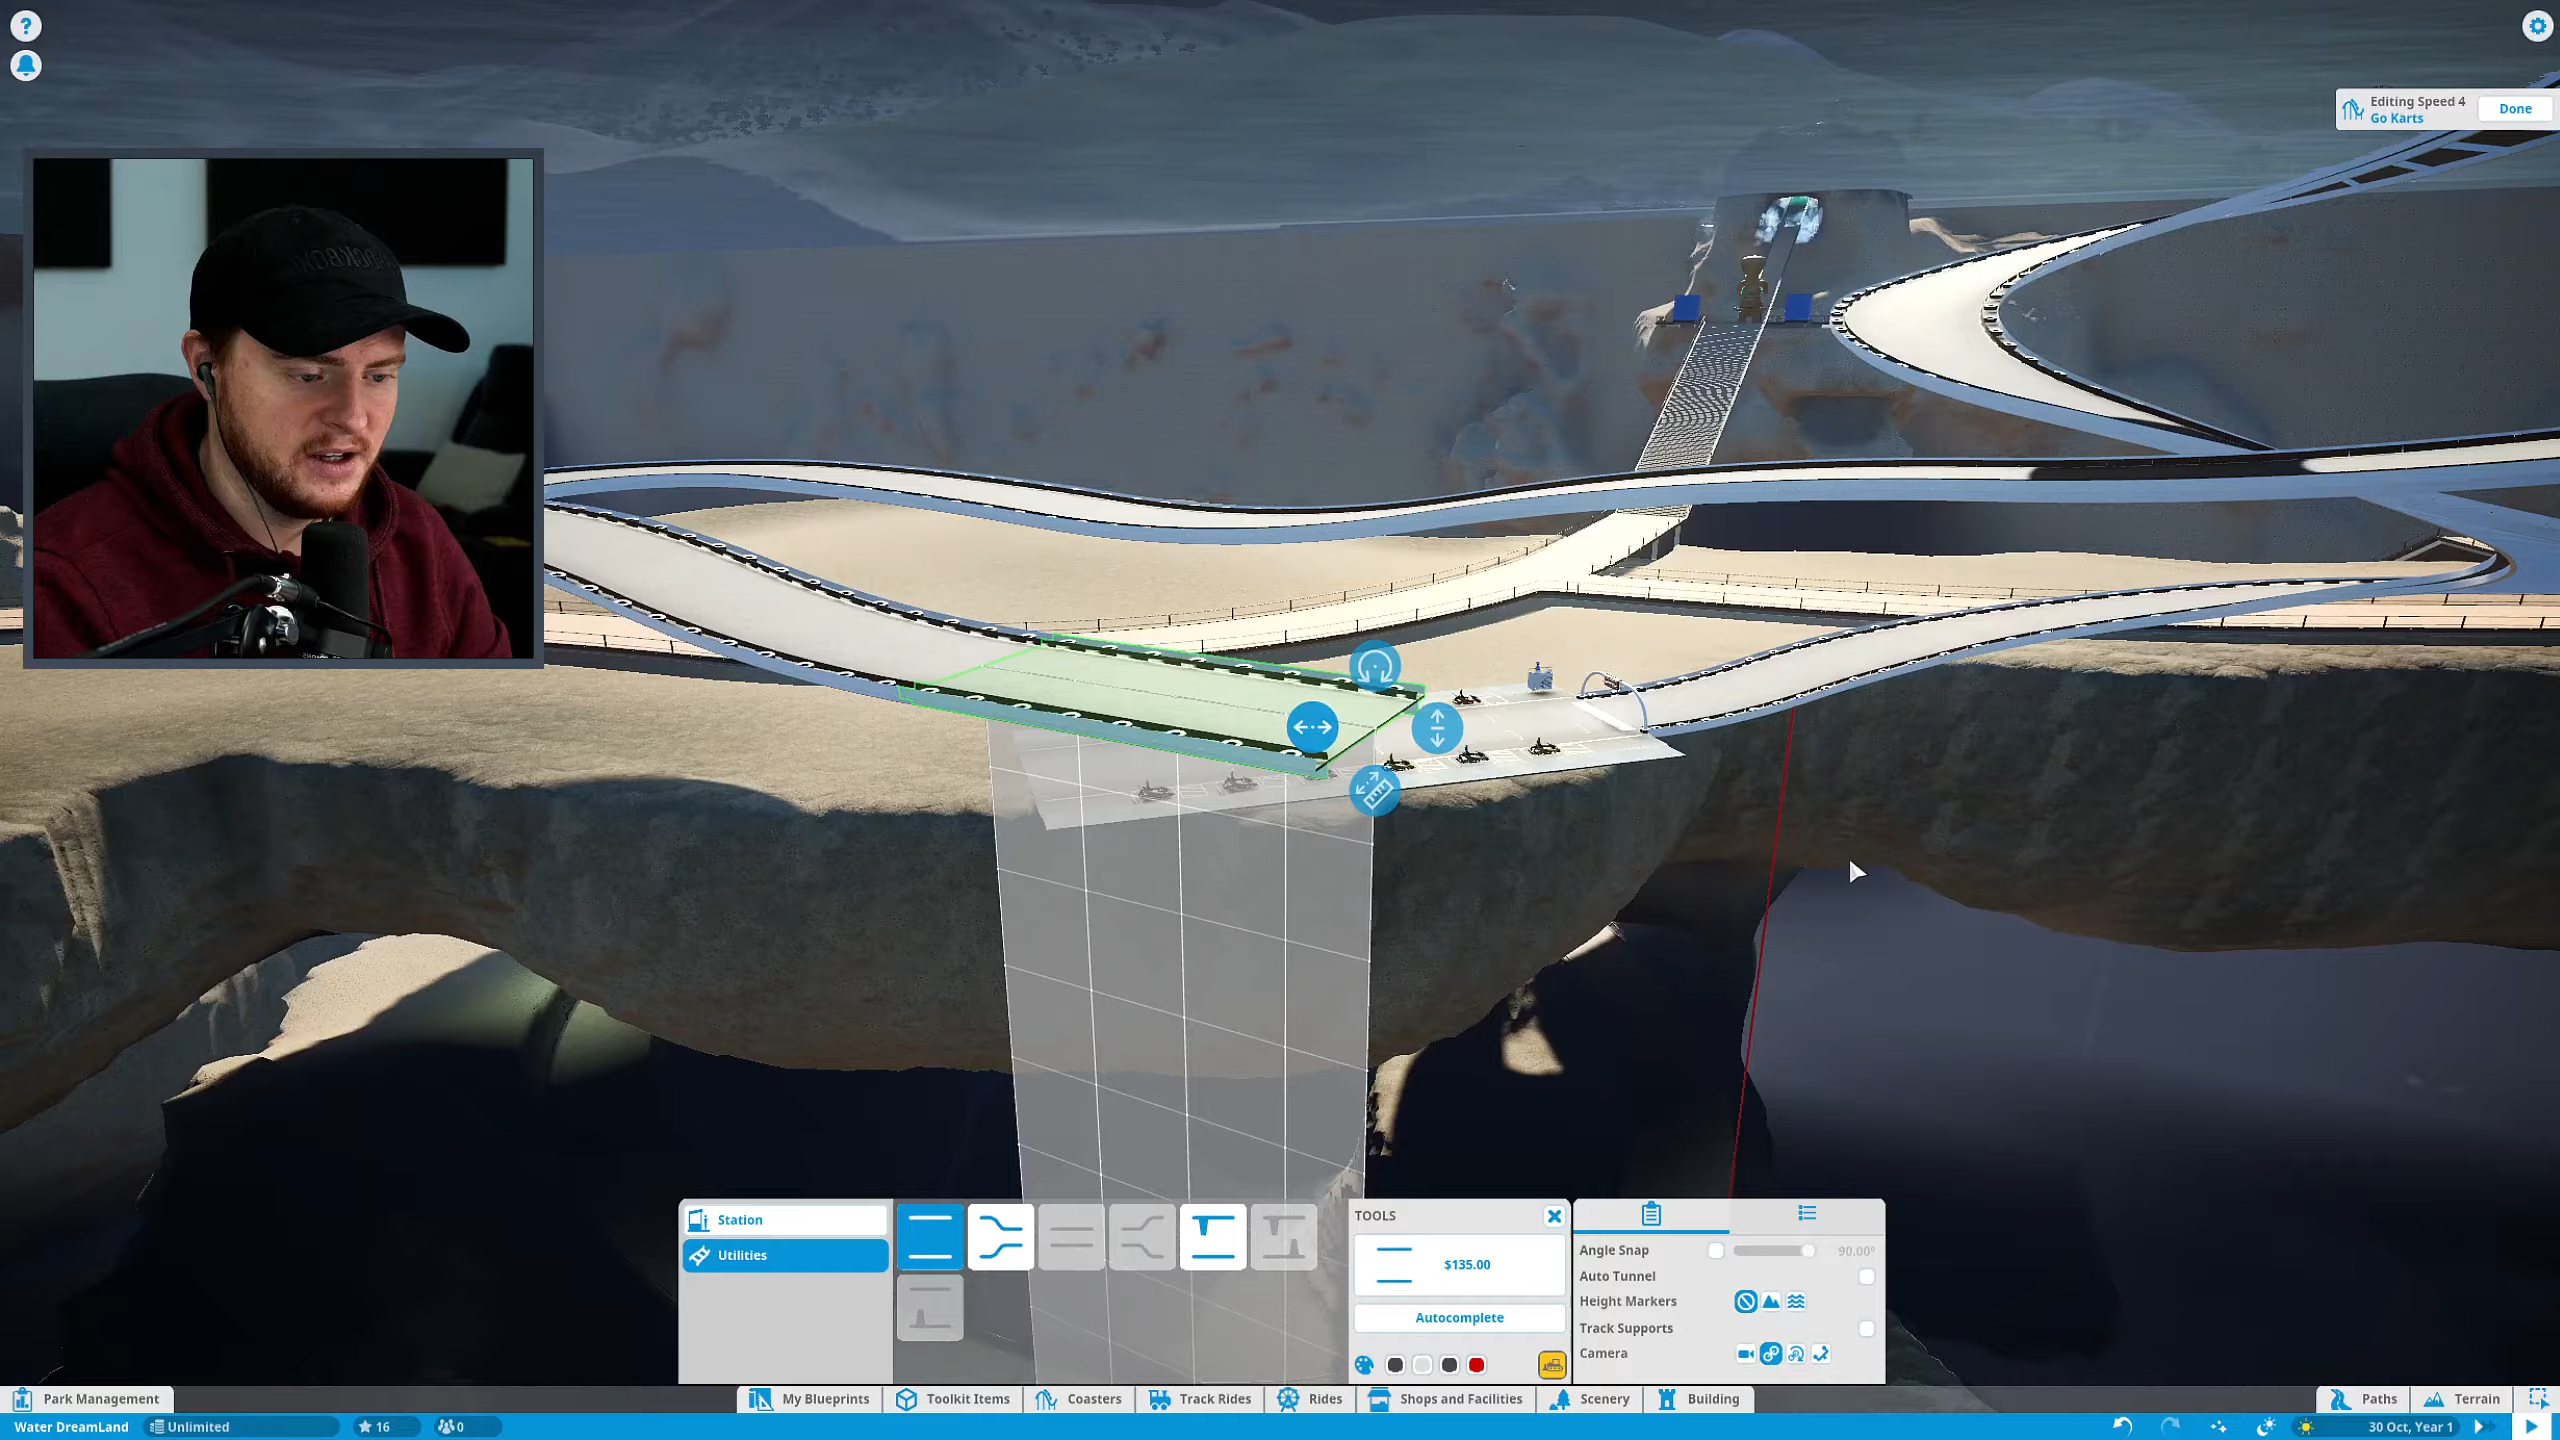 ?
Editing Speed 4
Go Karts
Done
Station
Utilities
TOOLS
$135.00
Autocomplete
Angle Snap
90.00°
Auto Tunnel
Height Markers
Track Supports
Camera
Park Management
My Blueprints
Toolkit Items
Coasters
Track Rides
Rides
Shops and Facilities
Scenery
Building
Paths
Terrain
Water DreamLand
Unlimited
16
0
30 Oct, Year 1